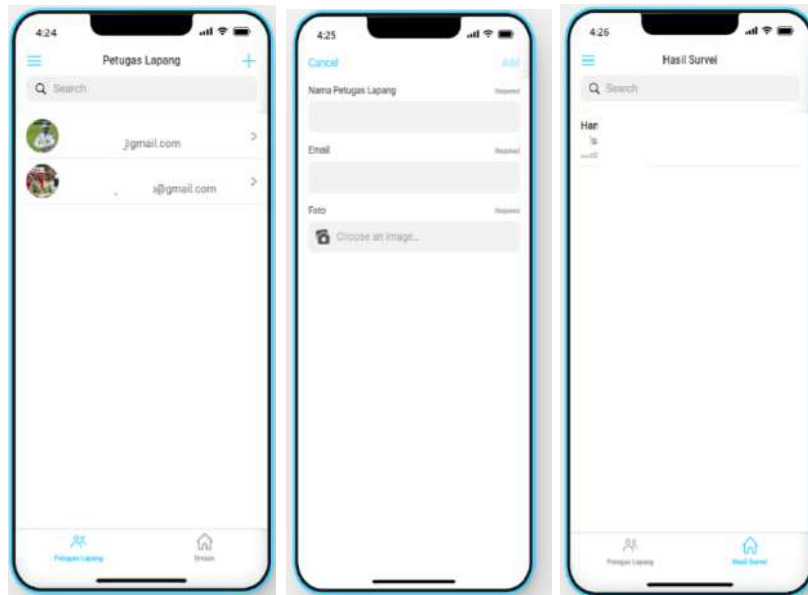 4:24
Petugas Lapang
Search
gmail.com
@gmail.com
Petugas Lapang
4:25
Cancel
Add
Nama Petugas Lapang
Required
Email
Required
Foto
Required
Choose an image...
4:26
Hasil Survei
Search
Har
Petugas Lapang
Hasil Survei